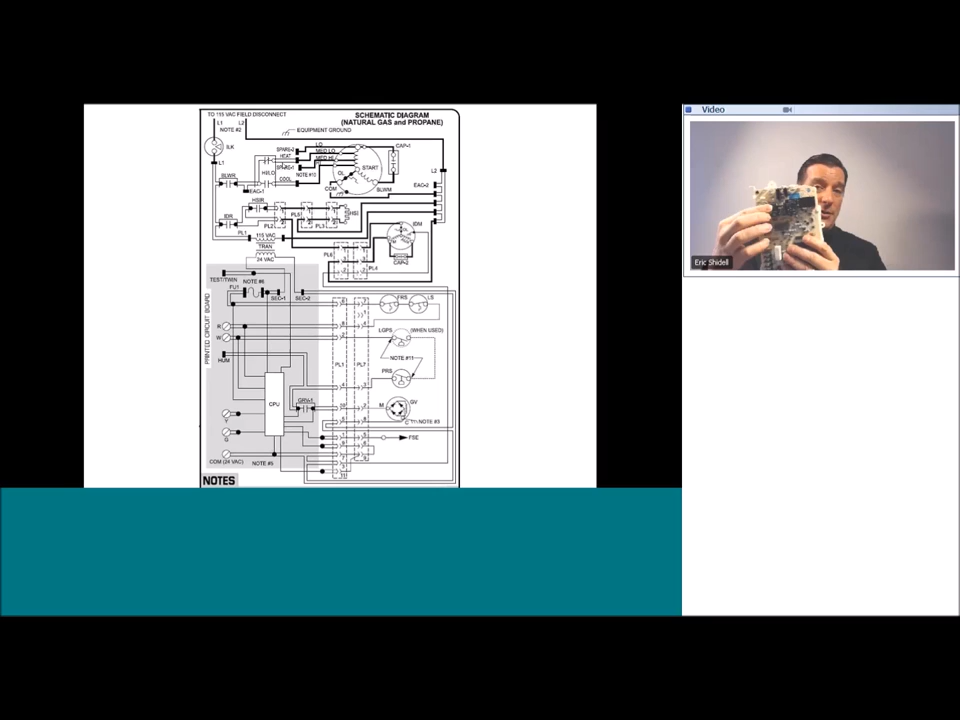 TO 115 VAC FIELD DISCONNECT
SCHEMATIC DIAGRAM
(NATURAL GAS and PROPANE)
L1 L2
NOTE #2
EQUIPMENT GROUND
ILK
L1
SPARE-2
LO
MED LO
HEAT
MED HI
SPARE-1
NOTE #10
HI/LO
COOL
BLWR
EAC-1
OL
START
COM
BLWM
CAP-1
L2
EAC-2
HSIR
IDR
PL2
PL5
PL3
HSI
IDM
PL1
115 VAC
TRAN
24 VAC
PL6
PL4
CAP-2
TEST/TWIN
NOTE #6
FU1
SEC-1
SEC-2
PRINTED CIRCUIT BOARD
R
W
HUM
CPU
GRV-1
Y
G
COM (24 VAC)
NOTE #5
PL1
PL7
FRS
LS
LGPS
(WHEN USED)
NOTE #11
PRS
M
GV
C
NOTE #3
FSE
NOTES
Video
Eric Shidell